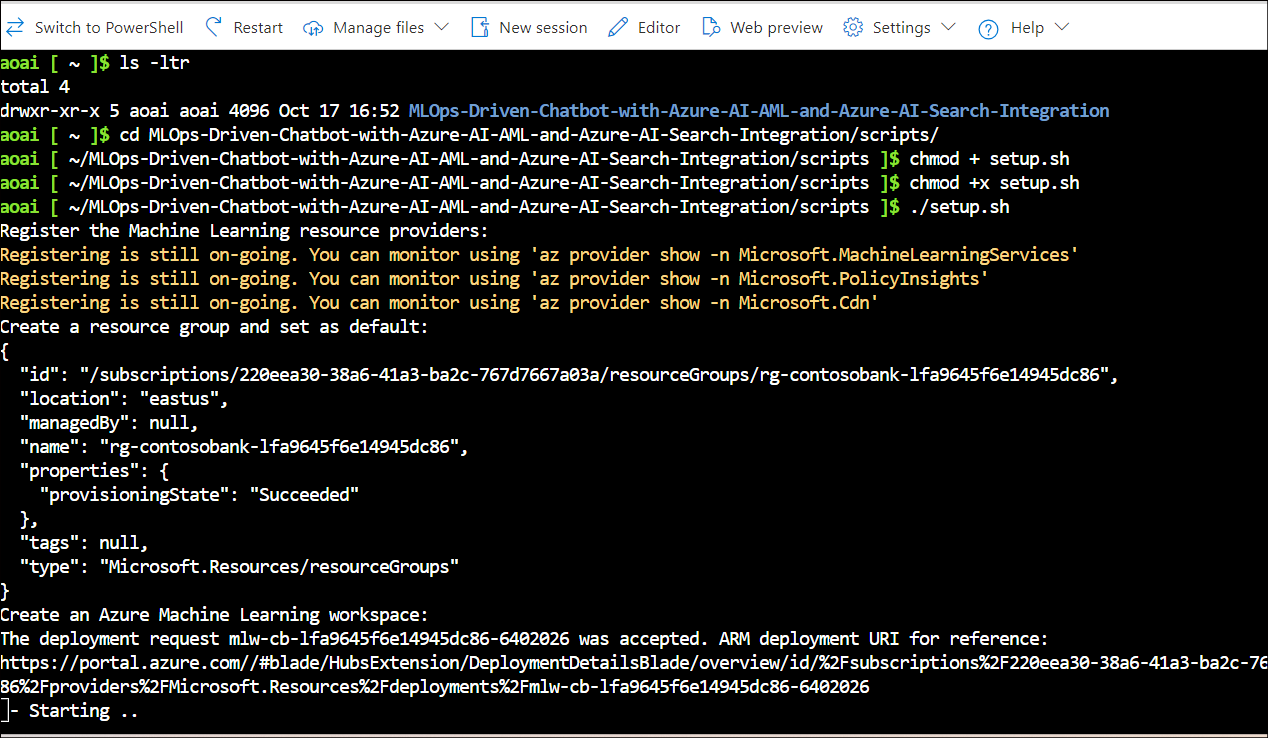 Switch to PowerShell Restart Manage files New session Editor Web preview Settings Help
aoai [ ~ ]$ ls -ltr
total 4
drwxr-xr-x 5 aoai aoai 4096 Oct 17 16:52 MLOps-Driven-Chatbot-with-Azure-AI-AML-and-Azure-AI-Search-Integration
aoai [ ~ ]$ cd MLOps-Driven-Chatbot-with-Azure-AI-AML-and-Azure-AI-Search-Integration/scripts/
aoai [ ~/MLOps-Driven-Chatbot-with-Azure-AI-AML-and-Azure-AI-Search-Integration/scripts ]$ chmod + setup.sh
aoai [ ~/MLOps-Driven-Chatbot-with-Azure-AI-AML-and-Azure-AI-Search-Integration/scripts ]$ chmod +x setup.sh
aoai [ ~/MLOps-Driven-Chatbot-with-Azure-AI-AML-and-Azure-AI-Search-Integration/scripts ]$ ./setup.sh
Register the Machine Learning resource providers:
Registering is still on-going. You can monitor using 'az provider show -n Microsoft.MachineLearningServices'
Registering is still on-going. You can monitor using 'az provider show -n Microsoft.PolicyInsights'
Registering is still on-going. You can monitor using 'az provider show -n Microsoft.Cdn'
Create a resource group and set as default:
{
  "id": "/subscriptions/220eea30-38a6-41a3-ba2c-767d7667a03a/resourceGroups/rg-contosobank-lfa9645f6e14945dc86",
  "location": "eastus",
  "managedBy": null,
  "name": "rg-contosobank-lfa9645f6e14945dc86",
  "properties": {
    "provisioningState": "Succeeded"
  },
  "tags": null,
  "type": "Microsoft.Resources/resourceGroups"
}
Create an Azure Machine Learning workspace:
The deployment request mlw-cb-lfa9645f6e14945dc86-6402026 was accepted. ARM deployment URI for reference:
https://portal.azure.com//#blade/HubsExtension/DeploymentDetailsBlade/overview/id/%2Fsubscriptions%2F220eea30-38a6-41a3-ba2c-76
86%2Fproviders%2FMicrosoft.Resources%2Fdeployments%2Fmlw-cb-lfa9645f6e14945dc86-6402026
- Starting ..